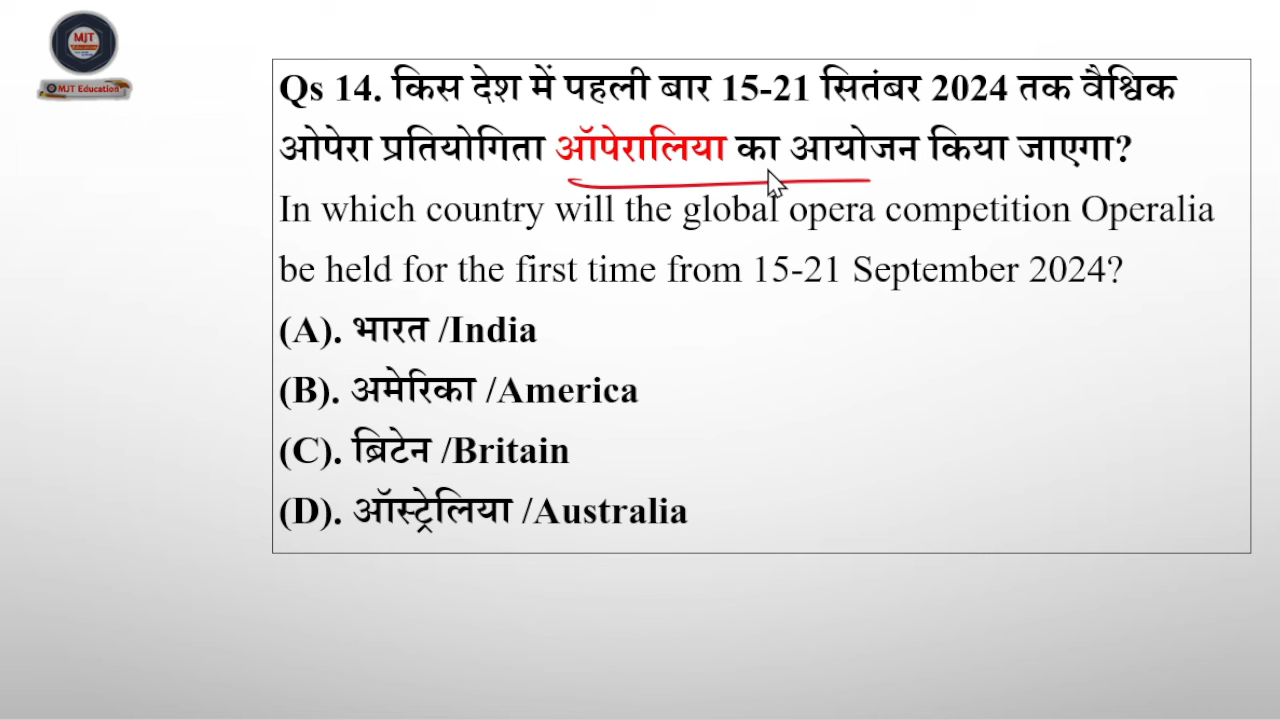 MJT
MJT Education
Qs 14. किस देश में पहली बार 15-21 सितंबर 2024 तक वैश्विक
ओपेरा प्रतियोगिता ऑपेरालिया का आयोजन किया जाएगा?
In which country will the global opera competition Operalia
be held for the first time from 15-21 September 2024?
(A). भारत /India
(B). अमेरिका /America
(C). ब्रिटेन /Britain
(D). ऑस्ट्रेलिया /Australia